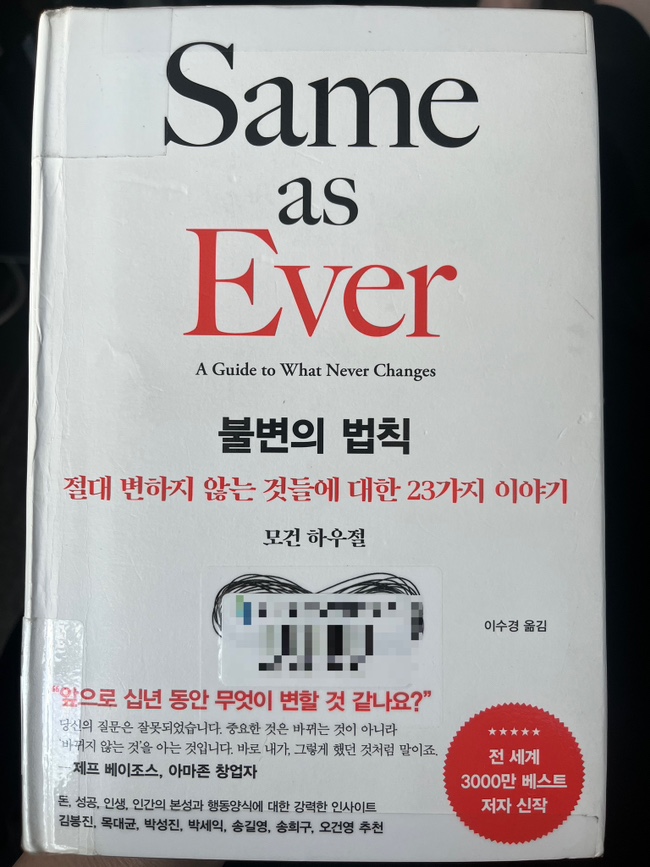 Same
as
Ever
A Guide to What Never Changes
불변의 법칙
절대 변하지 않는 것들에 대한 23가지 이야기
모건 하우절
이수경 옮김
“앞으로 십년 동안 무엇이 변할 것 같나요?”
당신의 질문은 잘못되었습니다. 중요한 것은 바뀌는 것이 아니라
‘바뀌지 않는 것’을 아는 것입니다. 바로 내가, 그렇게 했던 것처럼 말이죠.
—제프 베이조스, 아마존 창업자
돈, 성공, 인생, 인간의 본성과 행동양식에 대한 강력한 인사이트
김봉진, 목대균, 박성진, 박세익, 송길영, 송희구, 오건영 추천
★★★★★
전 세계
3000만 베스트
저자 신작